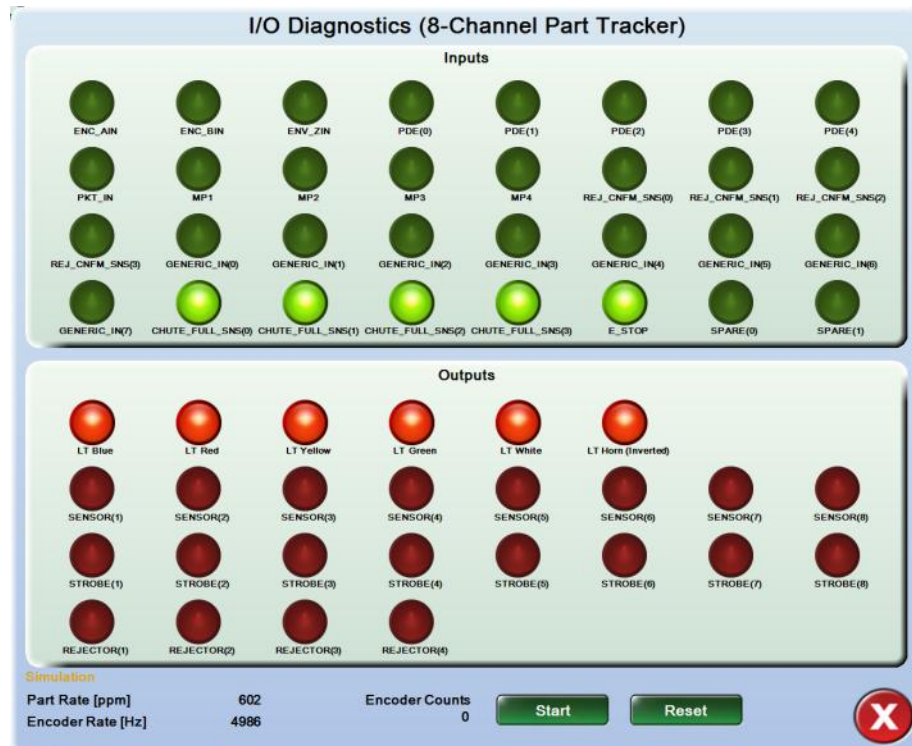 I/O Diagnostics (8-Channel Part Tracker)
Inputs
ENC_AIN ENC_BIN ENV_ZIN PDE(0) PDE(1) PDE(2) PDE(3) PDE(4)
PKT_IN MP1 MP2 MP3 MP4 REJ_CNFM_SNS(0) REJ_CNFM_SNS(1) REJ_CNFM_SNS(2)
REJ_CNFM_SNS(3) GENERIC_IN(0) GENERIC_IN(1) GENERIC_IN(2) GENERIC_IN(3) GENERIC_IN(4) GENERIC_IN(5) GENERIC_IN(6)
GENERIC_IN(7) CHUTE_FULL_SNS(0) CHUTE_FULL_SNS(1) CHUTE_FULL_SNS(2) CHUTE_FULL_SNS(3) E_STOP SPARE(0) SPARE(1)
Outputs
LT Blue LT Red LT Yellow LT Green LT White LT Horn (Inverted)
SENSOR(1) SENSOR(2) SENSOR(3) SENSOR(4) SENSOR(5) SENSOR(6) SENSOR(7) SENSOR(8)
STROBE(1) STROBE(2) STROBE(3) STROBE(4) STROBE(5) STROBE(6) STROBE(7) STROBE(8)
REJECTOR(1) REJECTOR(2) REJECTOR(3) REJECTOR(4)
Simulation
Part Rate [ppm] 602 Encoder Counts
Encoder Rate [Hz] 4986 0
Start Reset X